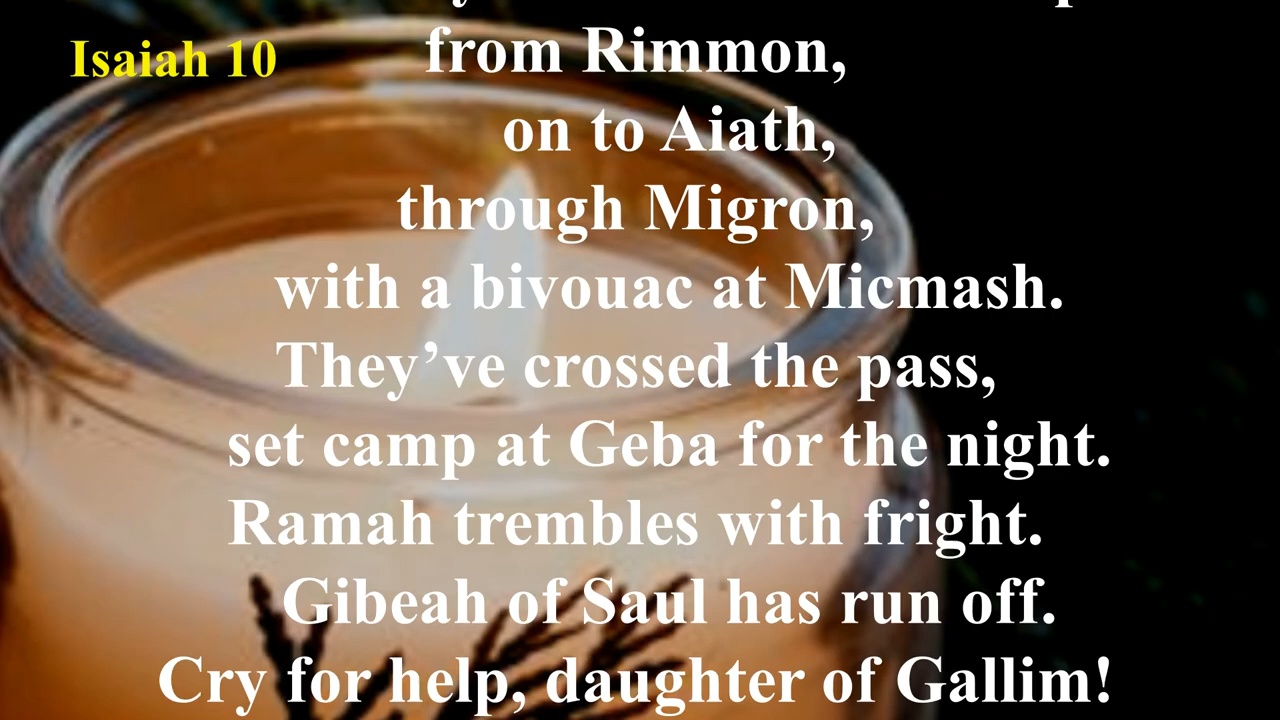 Isaiah 10
from Rimmon,
on to Aiath,
through Migron,
with a bivouac at Micmash.
They’ve crossed the pass,
set camp at Geba for the night.
Ramah trembles with fright.
Gibeah of Saul has run off.
Cry for help, daughter of Gallim!